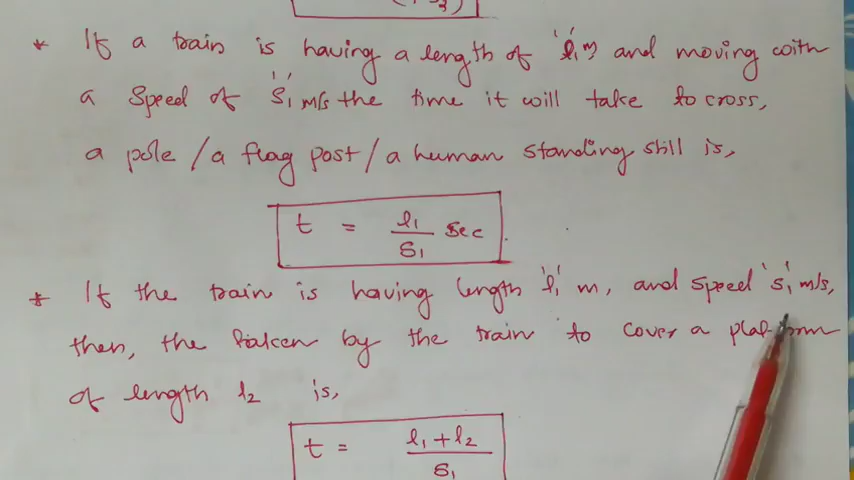 * If a train is having a length of 'l₁'m and moving with
a speed of 's₁' m/s the time it will take to cross,
a pole / a flag post / a human standing still is,
t = l₁/s₁ sec.
* If the train is having length 'l₁' m, and speed 's₁' m/s,
then, the taken by the train to cover a platform
of length l₂ is,
t = l₁+l₂/s₁